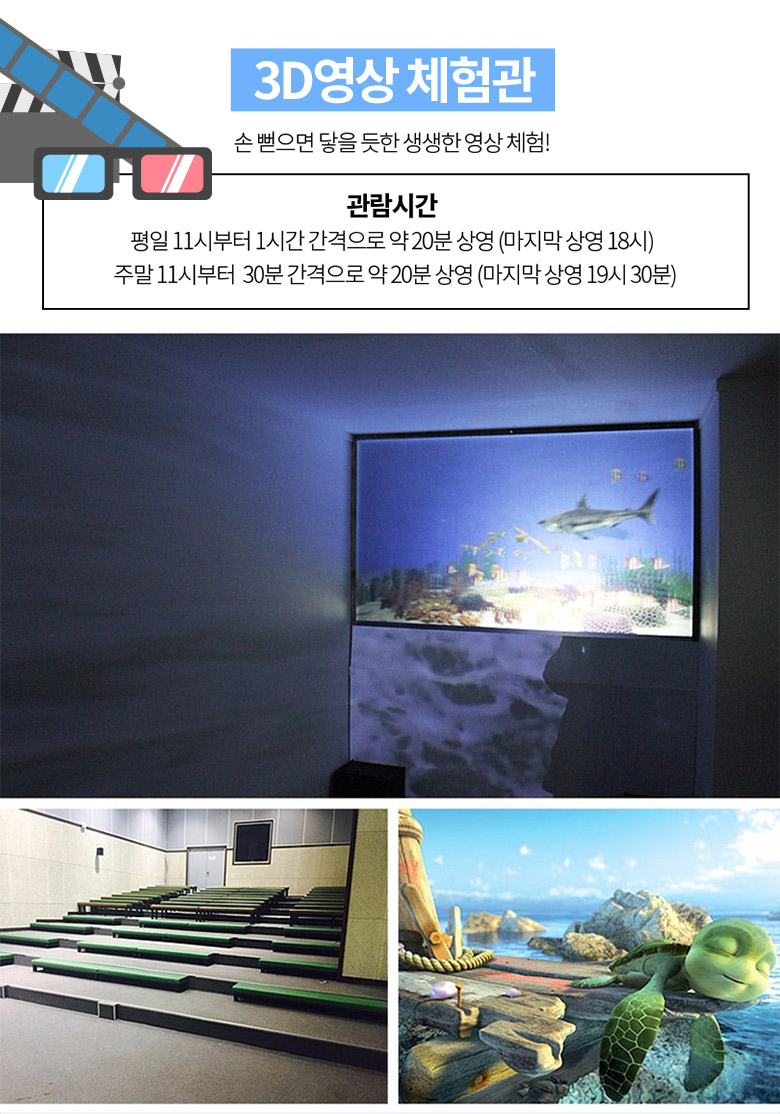 3D영상 체험관
손 뻗으면 닿을 듯한 생생한 영상 체험!
관람시간
평일 11시부터 1시간 간격으로 약 20분 상영 (마지막 상영 18시)
주말 11시부터 30분 간격으로 약 20분 상영 (마지막 상영 19시 30분)